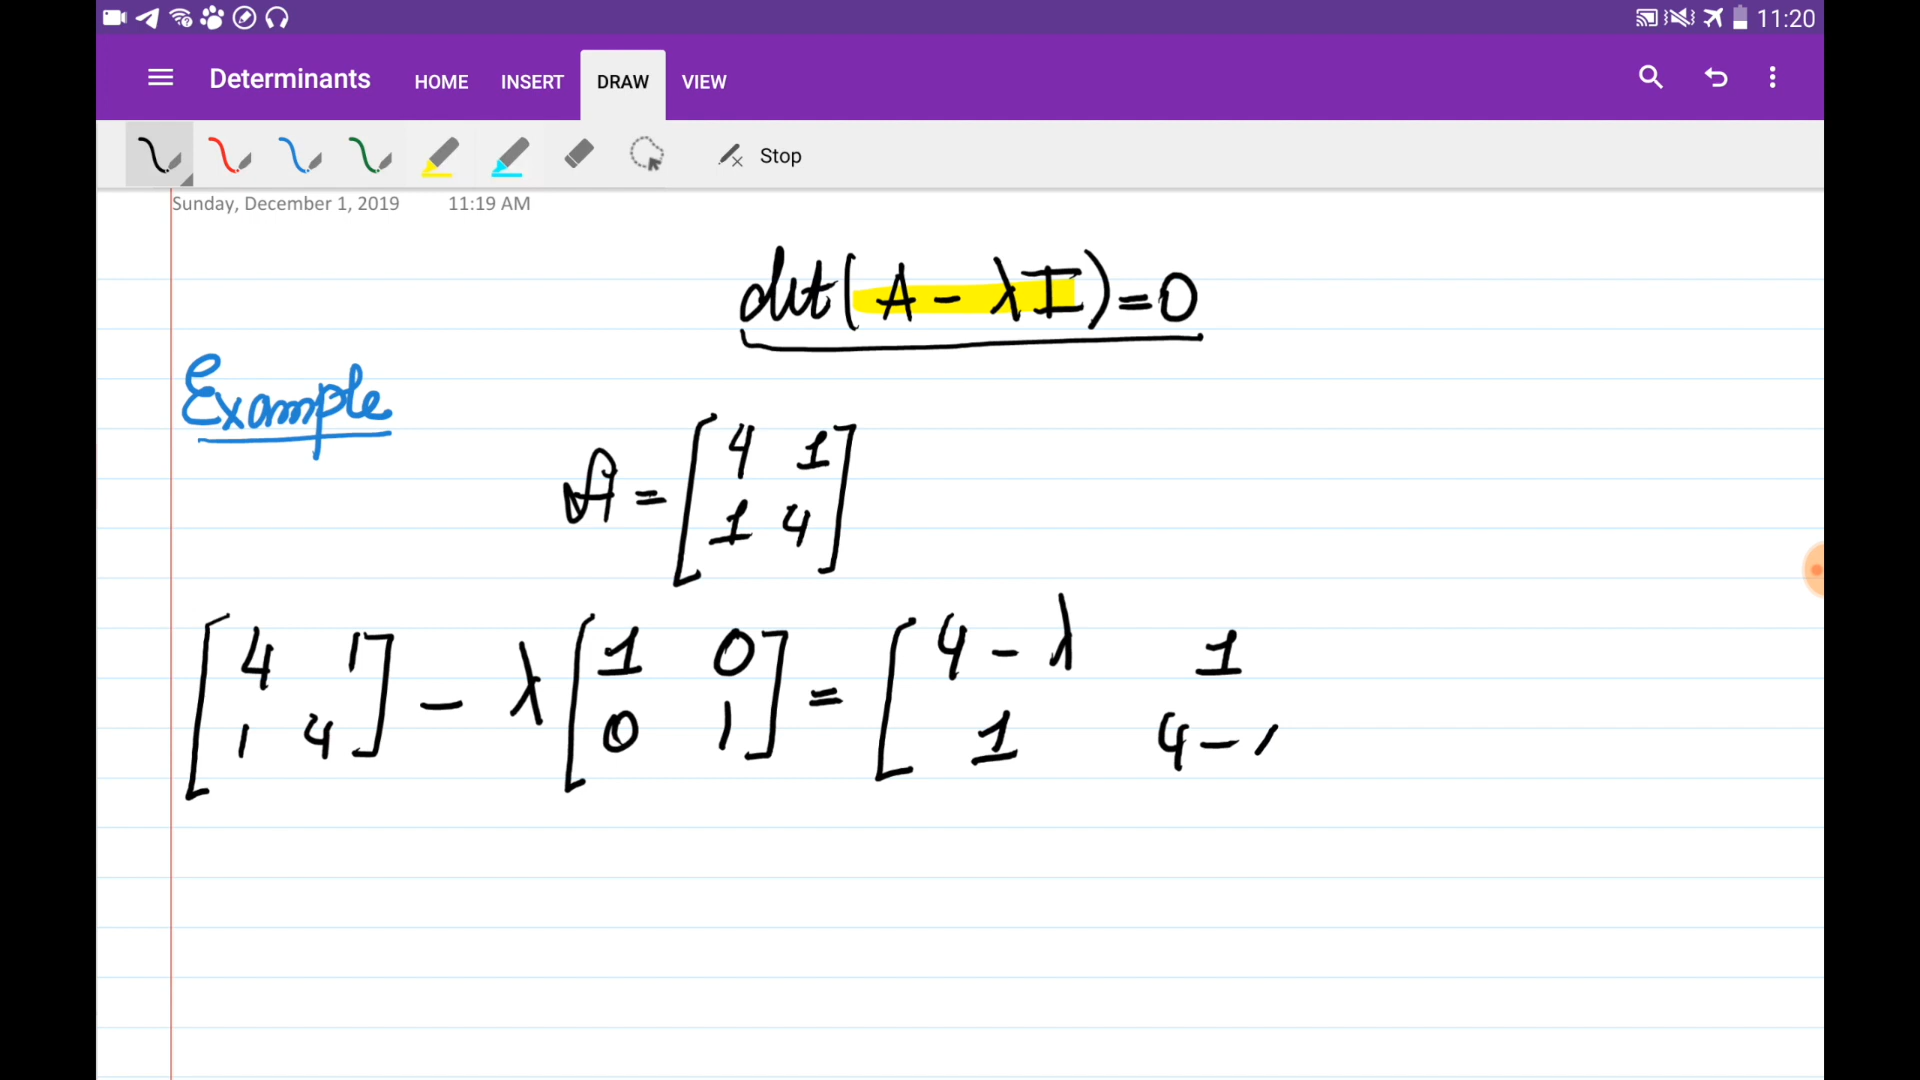 11:20
Determinants HOME INSERT DRAW VIEW
Stop
Sunday, December 1, 2019 11:19 AM
det(A - λI)=0
Example
A = [4 1
1 4]
[4 1
1 4] - λ [1 0
0 1] = [4 - λ 1
1 4 -